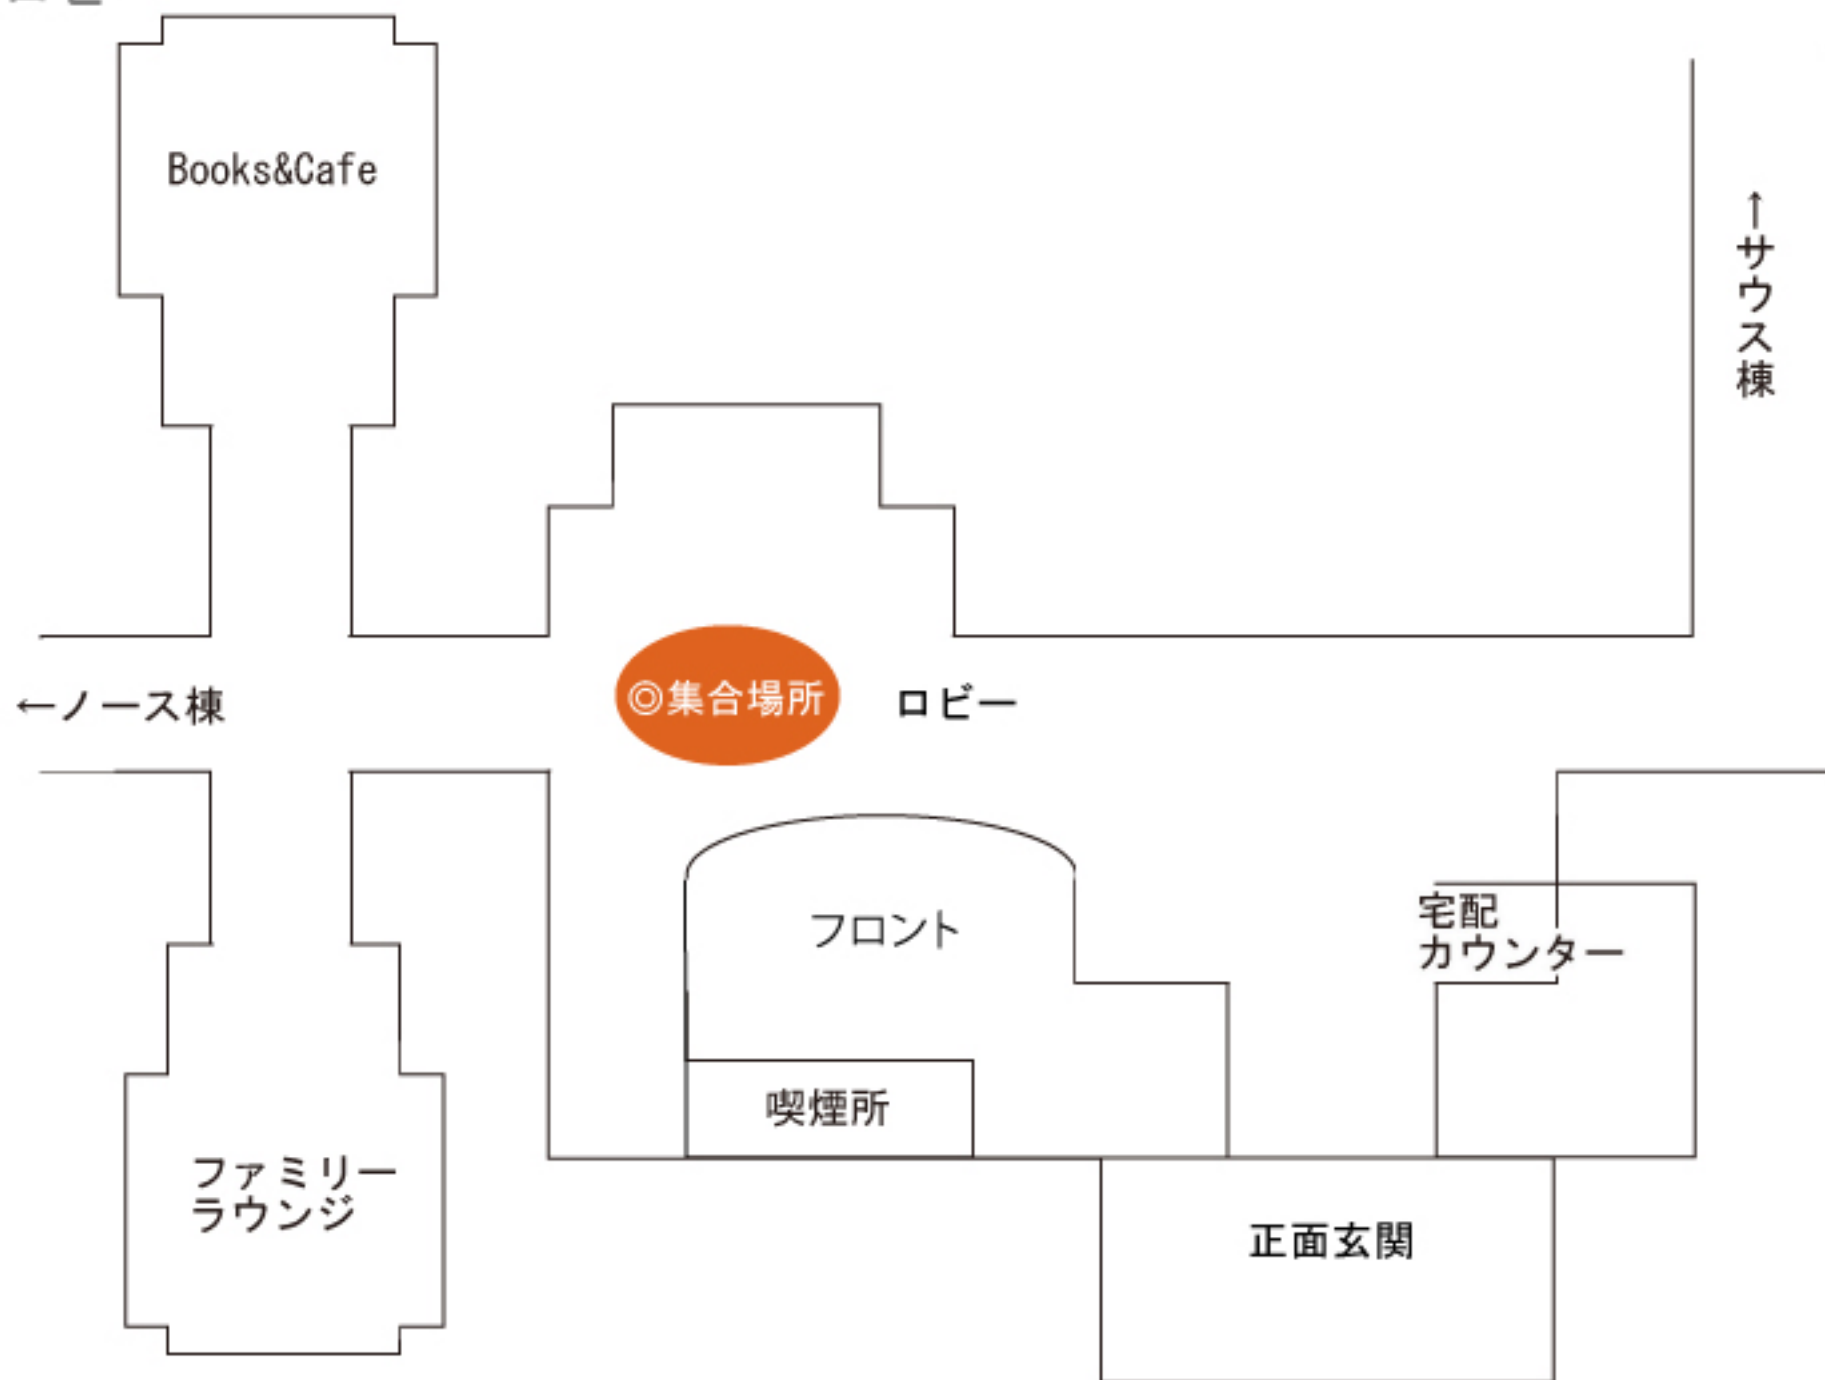 Books&Cafe
↑サウス棟
←ノース棟
◎集合場所
ロビー
フロント
宅配
カウンター
喫煙所
ファミリー
ラウンジ
正面玄関